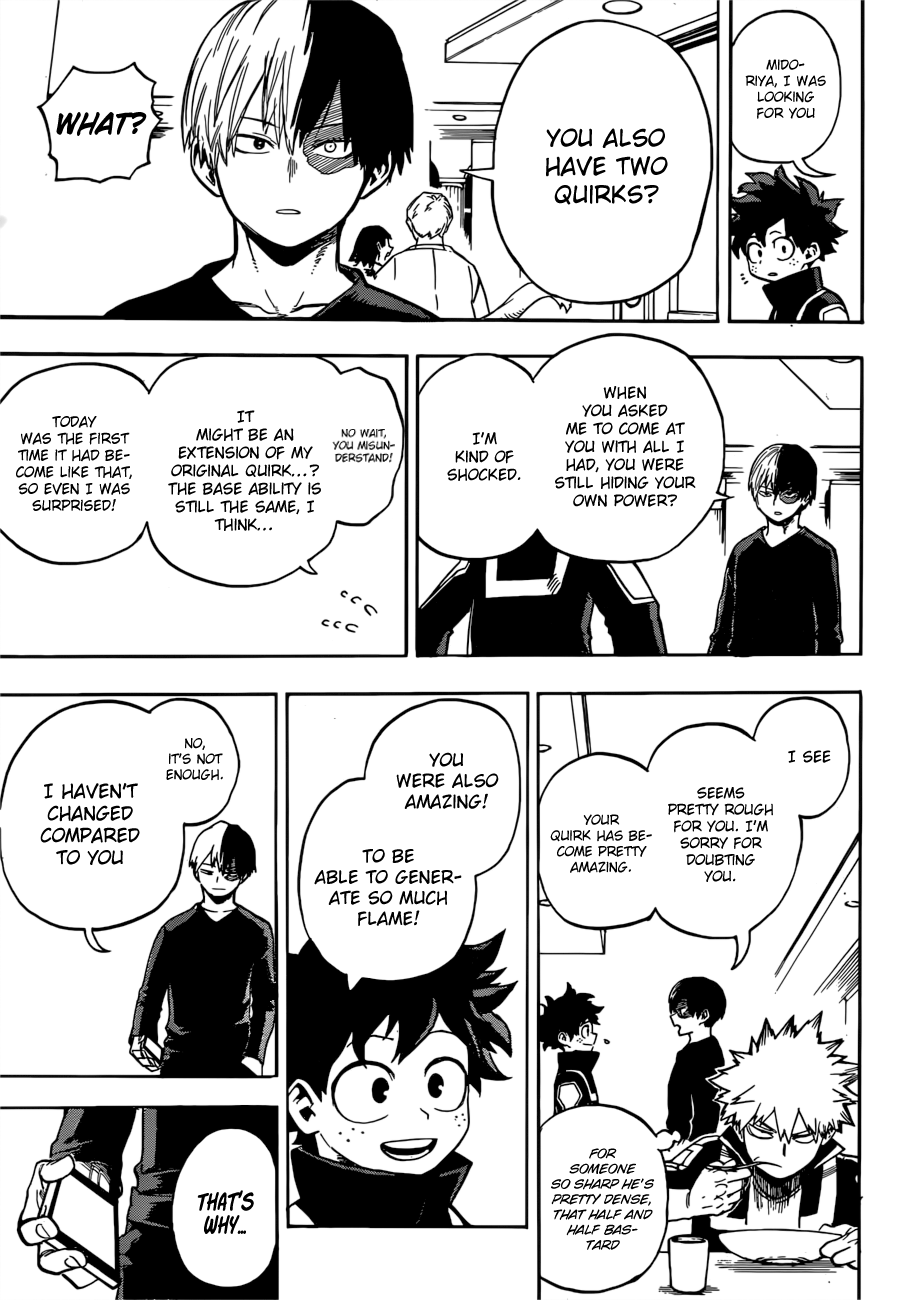 MIDO-
RIYA, I WAS
LOOKING
FOR YOU
YOU ALSO
HAVE TWO
QUIRKS?
WHAT?
WHEN
YOU ASKED
ME TO COME AT
YOU WITH ALL I
HAD, YOU WERE
STILL HIDING YOUR
OWN POWER?
I'M
KIND OF
SHOCKED.
NO WAIT,
YOU MISUN-
DERSTAND!
IT
MIGHT BE AN
EXTENSION OF MY
ORIGINAL QUIRK...?
THE BASE ABILITY IS
STILL THE SAME, I
THINK...
TODAY
WAS THE FIRST
TIME IT HAD BE-
COME LIKE THAT,
SO EVEN I WAS
SURPRISED!
I SEE
SEEMS
PRETTY ROUGH
FOR YOU. I'M
SORRY FOR
DOUBTING
YOU.
YOUR
QUIRK HAS BE-
COME PRETTY
AMAZING.
FOR
SOMEONE
SO SHARP HE'S
PRETTY DENSE,
THAT HALF AND
HALF BAS-
TARD
YOU
WERE ALSO
AMAZING!
TO BE
ABLE TO GENER-
ATE SO MUCH
FLAME!
NO,
IT'S NOT
ENOUGH.
I HAVEN'T
CHANGED
COMPARED
TO YOU
THAT'S
WHY...